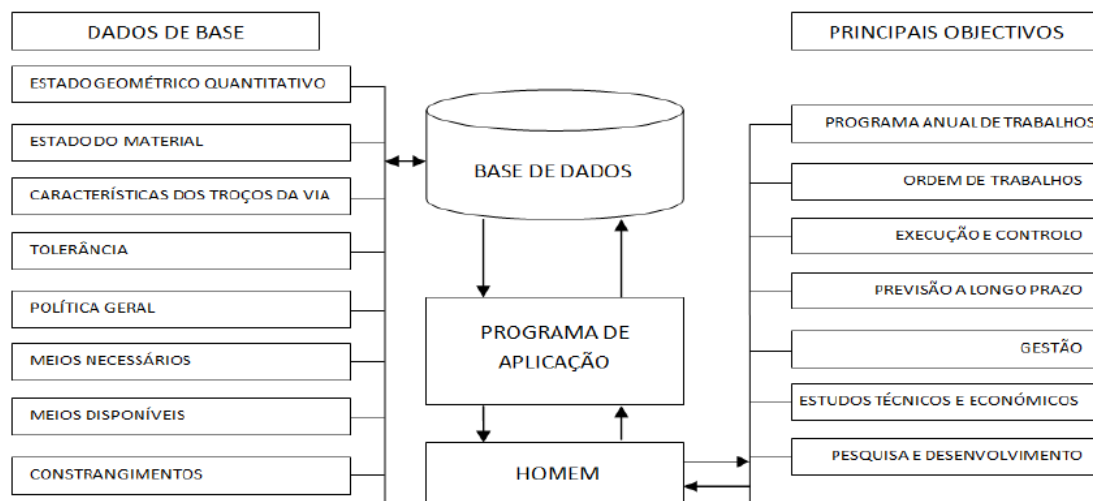 DADOS DE BASE
ESTADO GEOMÉTRICO QUANTITATIVO
ESTADO DO MATERIAL
CARACTERÍSTICAS DOS TROÇOS DA VIA
TOLERÂNCIA
POLÍTICA GERAL
MEIOS NECESSÁRIOS
MEIOS DISPONÍVEIS
CONSTRANGIMENTOS
BASE DE DADOS
PROGRAMA DE
APLICAÇÃO
HOMEM
PRINCIPAIS OBJECTIVOS
PROGRAMA ANUAL DE TRABALHOS
ORDEM DE TRABALHOS
EXECUÇÃO E CONTROLO
PREVISÃO A LONGO PRAZO
GESTÃO
ESTUDOS TÉCNICOS E ECONÓMICOS
PESQUISA E DESENVOLVIMENTO